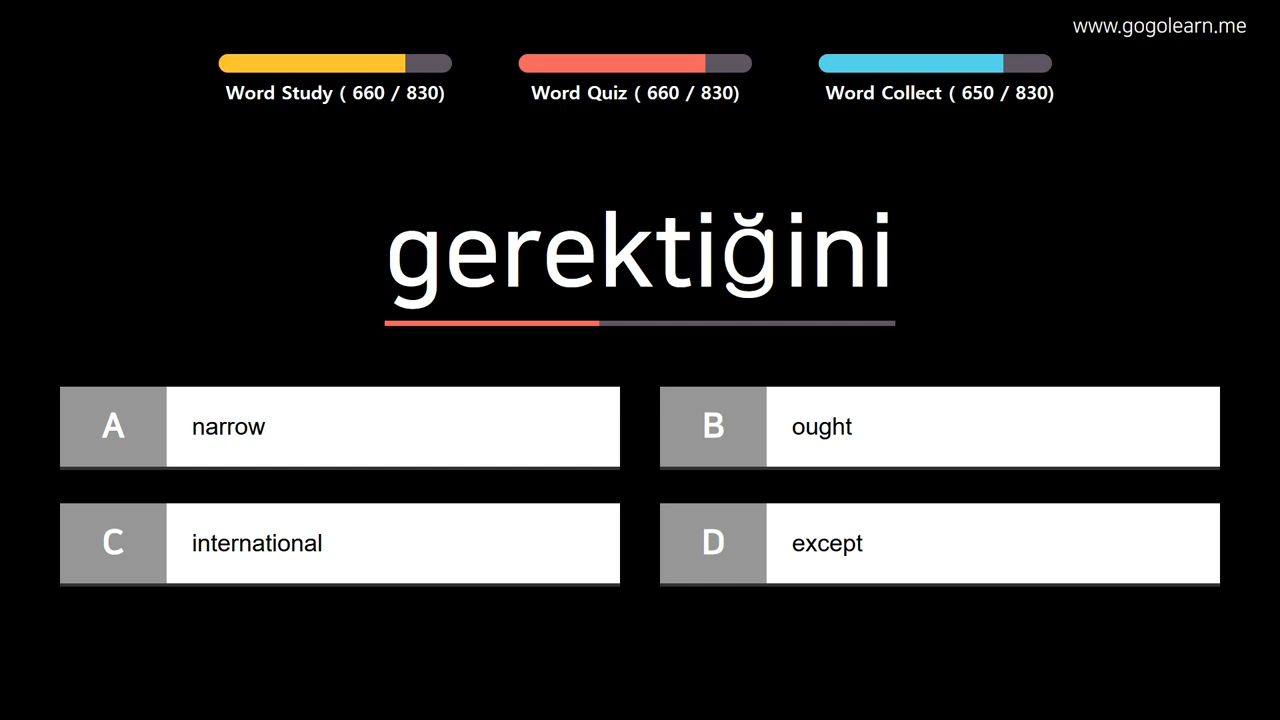 www.gogolearn.me
Word Study ( 660 / 830)
Word Quiz ( 660 / 830)
Word Collect ( 650 / 830)
gerektiğini
A narrow
B ought
C international
D except